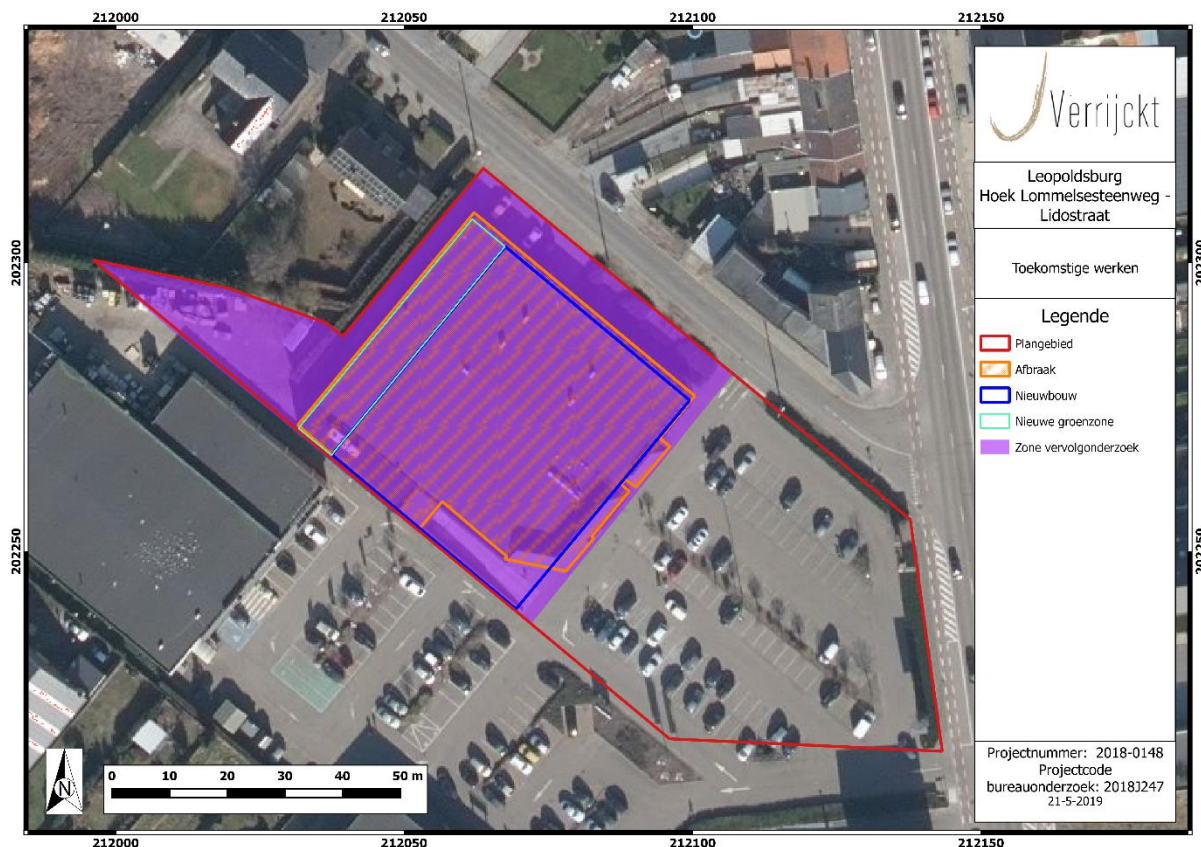 212000
212050
212100
212150
202300
202300
202250
202250
Verrijckt
Leopoldsburg
Hoek Lommelsesteenweg -
Lidostraat
Toekomstige werken
Legende
Plangebied
Afbraak
Nieuwbouw
Nieuwe groenzone
Zone vervolgonderzoek
Projectnummer: 2018-0148
Projectcode
bureauonderzoek: 2018J247
21-5-2019
N
0 10 20 30 40 50 m
212000
212050
212100
212150